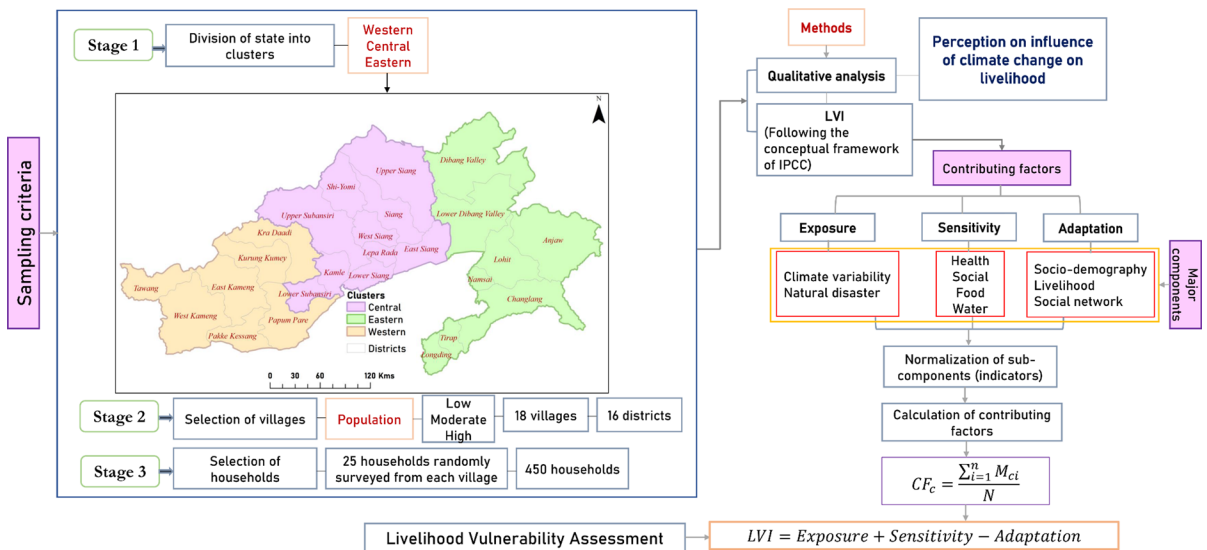 Sampling criteria
Stage 1
Division of state into
clusters
Western
Central
Eastern
N
Dibang Valley
Upper Siang
Shi-Yomi
Upper Subansiri
Siang
Lower Dibang Valley
Kra Daadi
West Siang
Anjaw
Kurung Kumey
Lepa Rada
East Siang
Lohit
Kamle
Lower Siang
Namsai
Tawang
East Kameng
Lower Subansiri
Changlang
West Kameng
Papum Pare
Pakke Kessang
Tirap
Longding
Clusters
Central
Eastern
Western
Districts
0 30 60 120 Kms
Stage 2
Selection of villages
Population
Low
Moderate
High
18 villages
16 districts
Stage 3
Selection of
households
25 households randomly
surveyed from each village
450 households
Methods
Qualitative analysis
Perception on influence
of climate change on
livelihood
LVI
(Following the
conceptual framework
of IPCC)
Contributing factors
Exposure
Sensitivity
Adaptation
Climate variability
Natural disaster
Health
Social
Food
Water
Socio-demography
Livelihood
Social network
Major
components
Normalization of sub-
components (indicators)
Calculation of contributing
factors
CF_c = \frac{\sum_{i=1}^{n} M_{ci}}{N}
Livelihood Vulnerability Assessment
LVI = Exposure + Sensitivity − Adaptation